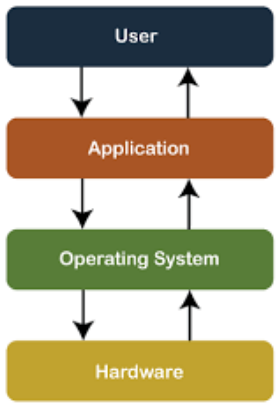 User
Application
Operating System
Hardware